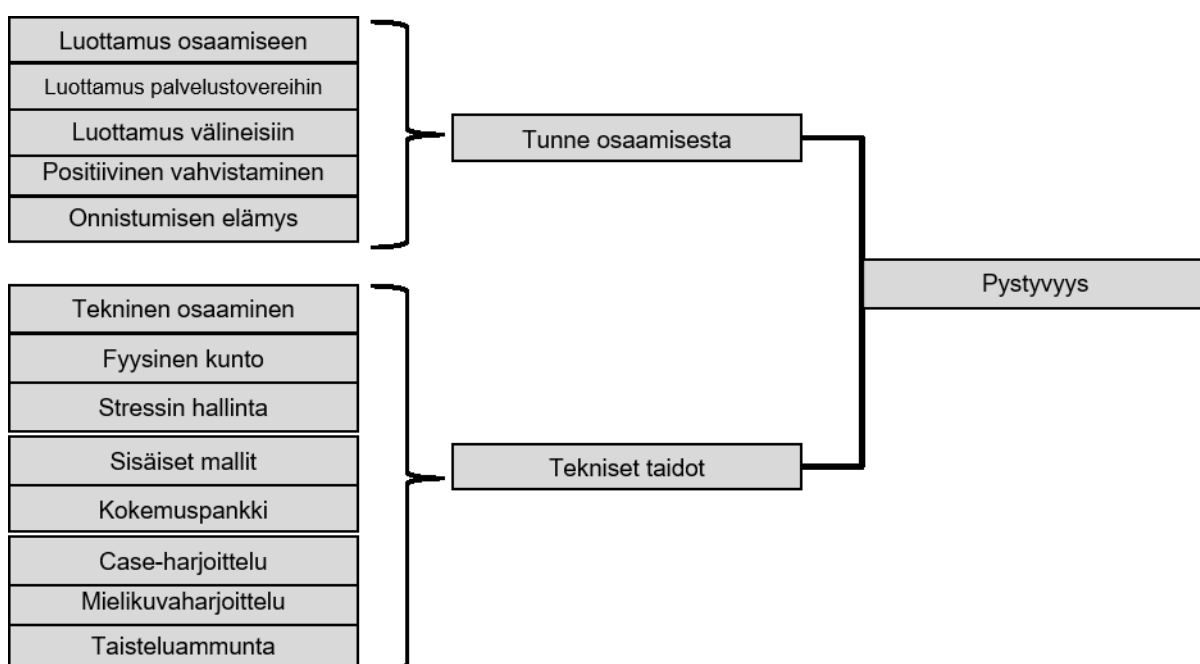 Luottamus osaamiseen
Luottamus palvelustovereihin
Luottamus välineisiin
Positiivinen vahvistaminen
Onnistumisen elämys
Tunne osaamisesta
Pystyvyys
Tekninen osaaminen
Fyysinen kunto
Stressin hallinta
Sisäiset mallit
Kokemuspankki
Case-harjoittelu
Mielikuvaharjoittelu
Taisteluammunta
Tekniset taidot